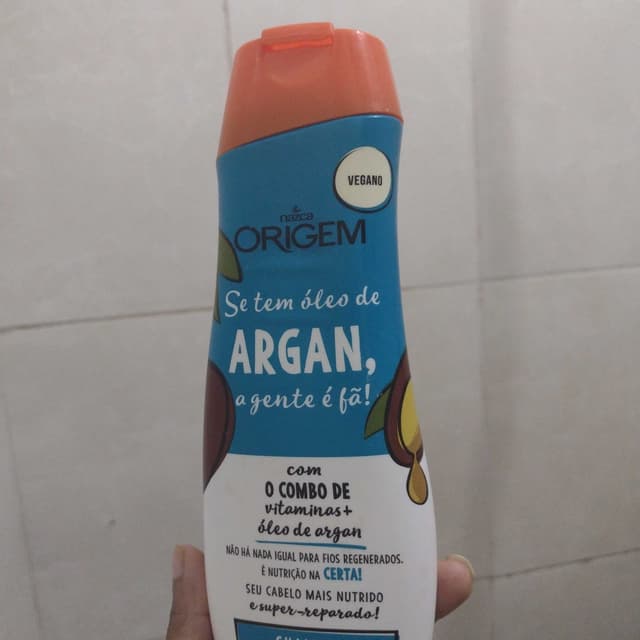 VEGANO
nazca
ORIGEM
Se tem óleo de
ARGAN,
a gente é fã!
com
O COMBO DE
vitaminas+
óleo de argan
NÃO HÁ NADA IGUAL PARA FIOS REGENERADOS.
É NUTRIÇÃO NA CERTA!
SEU CABELO MAIS NUTRIDO
e super-reparado!